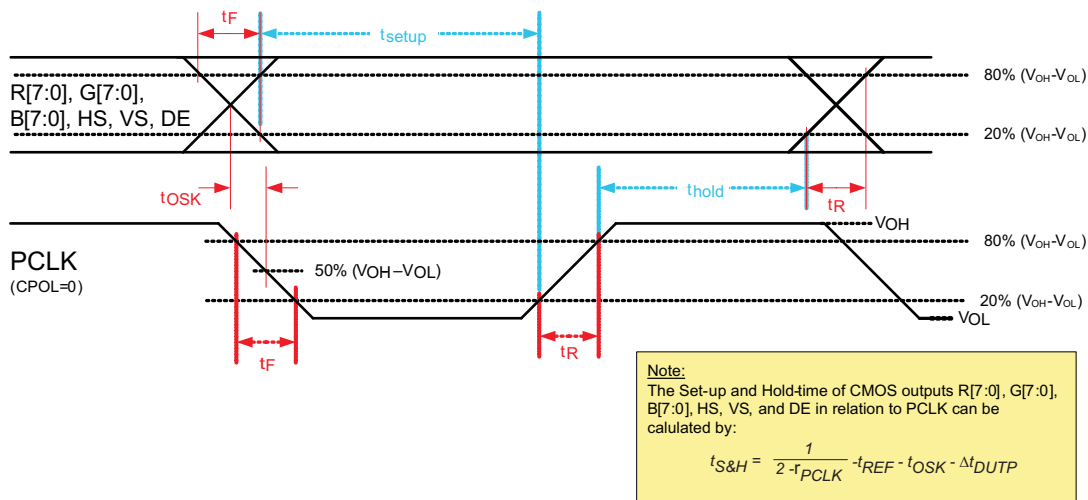 tF
tsetup
80% (VOH-VOL)
R[7:0], G[7:0],
B[7:0], HS, VS, DE
20% (VOH-VOL)
tOSK
thold
tR
VOH
80% (VOH-VOL)
PCLK
(CPOL=0)
50% (VOH–VOL)
20% (VOH-VOL)
VOL
tF
tR
Note:
The Set-up and Hold-time of CMOS outputs R[7:0], G[7:0],
B[7:0], HS, VS, and DE in relation to PCLK can be
calulated by:
tS&H = 1 / 2 -rPCLK -tREF - tOSK - ΔtDUTP